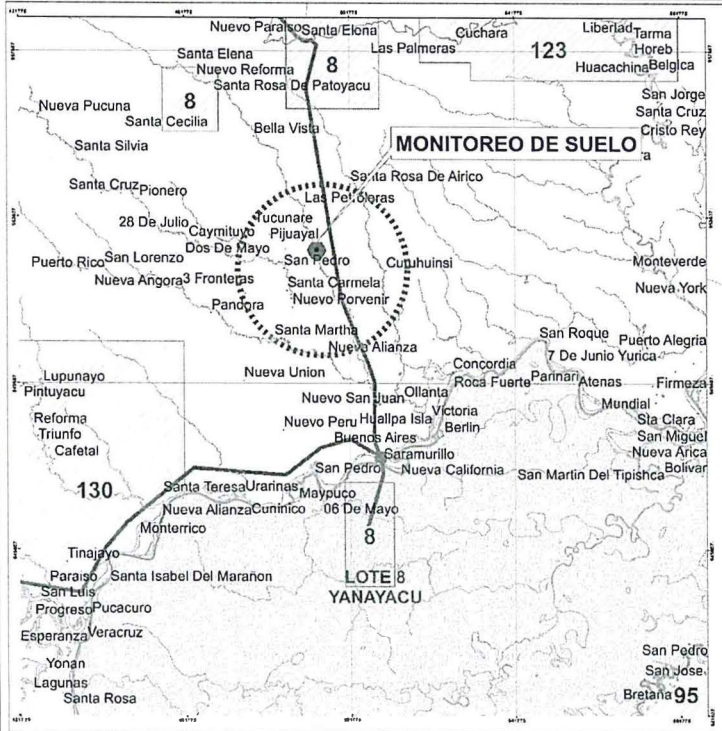 Nuevo Paraiso Santa Elena
Cuchara
Libertad
Tarma
Santa Elena
Las Palmeras
123
Horeb
Nuevo Reforma
8
Huacachina
Belgica
Santa Rosa De Patoyacu
Nueva Pucuna
8
San Jorge
Santa Cecilia
Santa Cruz
Bella Vista
Cristo Rey
MONITOREO DE SUELO
Santa Silvia
Santa Rosa De Airico
Santa Cruz
Pionero
Las Petroleras
28 De Julio
Tucunare
Caymituyo
Pijuayal
Dos De Mayo
Puerto Rico
San Lorenzo
San Pedro
Cutuhuinsi
Monteverde
Nueva Angora
3 Fronteras
Santa Carmela
Nueva York
Nuevo Porvenir
Pandora
Santa Martha
San Roque
Puerto Alegria
Nueva Alianza
7 De Junio
Yurica
Concordia
Nueva Union
Lupunayo
Roca Fuerte
Parinari
Atenas
Firmeza
Pintuyacu
Nuevo San Juan
Ollanta
Mundial
Reforma
Nuevo Peru
Huallpa Isla
Victoria
Sta Clara
Triunfo
Berlin
San Miguel
Cafetal
Buenos Aires
Nueva Arica
Saramurillo
Bolivar
San Pedro
Nueva California
San Martin Del Tipishca
130
Santa Teresa
Urarinas
Maypuco
Nueva Alianza
Cuninico
06 De Mayo
Monterrico
8
Tinajayo
Paraiso
Santa Isabel Del Marañon
LOTE 8
San Luis
YANAYACU
Progreso
Pucacuro
Esperanza
Veracruz
San Pedro
Yonan
San Jose
Lagunas
Bretaña
95
Santa Rosa